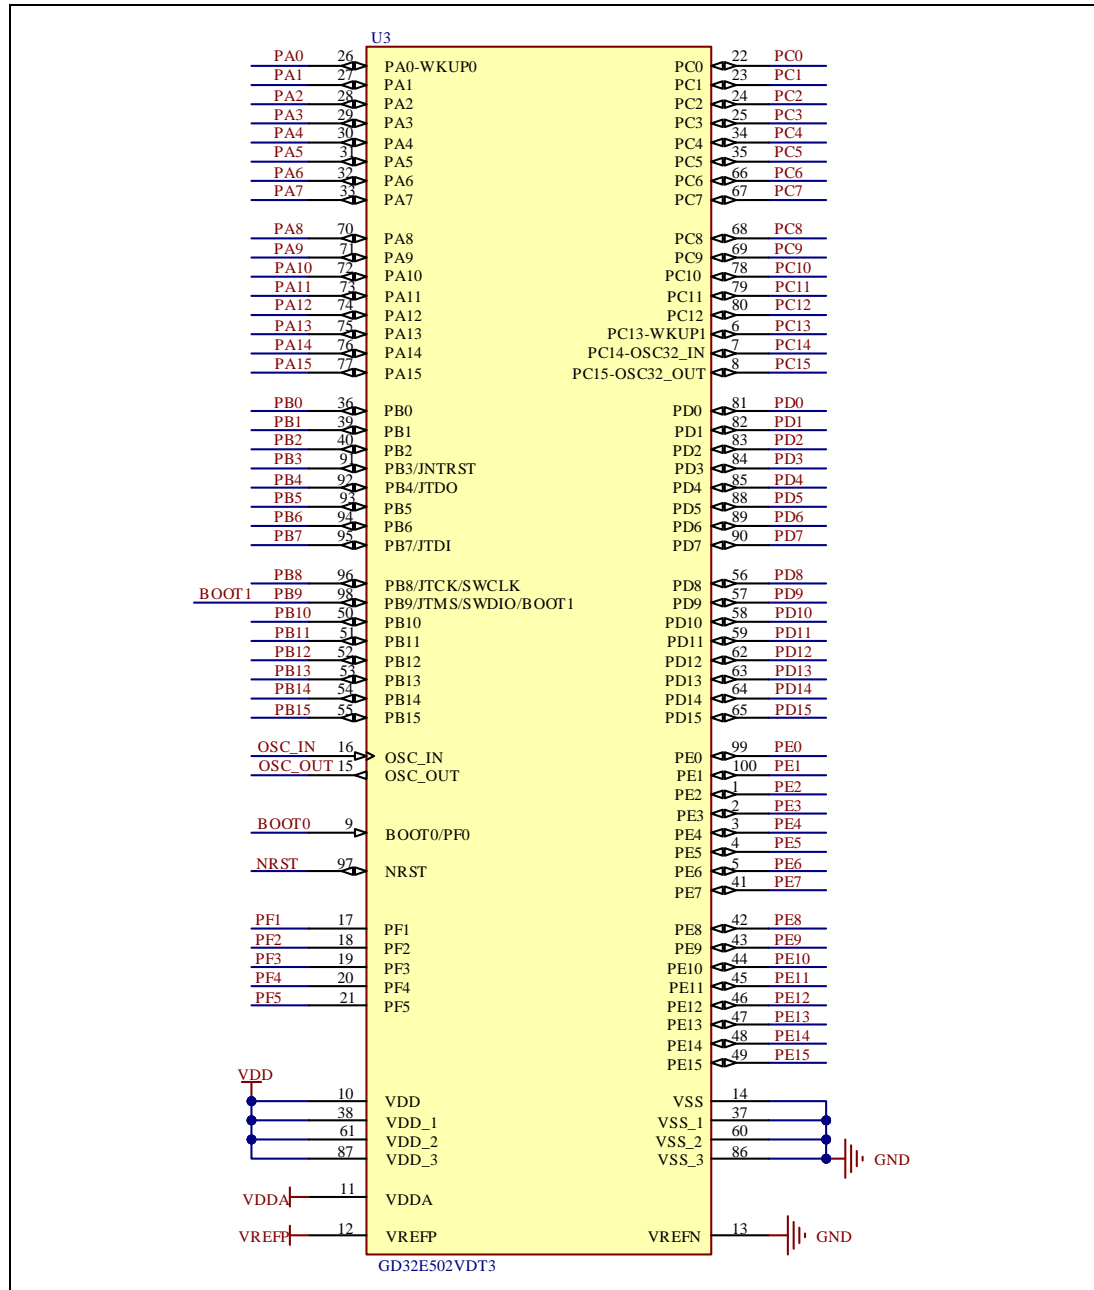 U3
PA0 26 PA0-WKUP0 PC0 22 PC0
PA1 27 PA1 PC1 23 PC1
PA2 28 PA2 PC2 24 PC2
PA3 29 PA3 PC3 25 PC3
PA4 30 PA4 PC4 34 PC4
PA5 31 PA5 PC5 35 PC5
PA6 32 PA6 PC6 66 PC6
PA7 33 PA7 PC7 67 PC7
PA8 70 PA8 PC8 68 PC8
PA9 71 PA9 PC9 69 PC9
PA10 72 PA10 PC10 78 PC10
PA11 73 PA11 PC11 79 PC11
PA12 74 PA12 PC12 80 PC12
PA13 75 PA13 PC13-WKUP1 6 PC13
PA14 76 PA14 PC14-OSC32_IN 7 PC14
PA15 77 PA15 PC15-OSC32_OUT 8 PC15
PB0 36 PB0 PD0 81 PD0
PB1 39 PB1 PD1 82 PD1
PB2 40 PB2 PD2 83 PD2
PB3 91 PB3/JNTRST PD3 84 PD3
PB4 92 PB4/JTDO PD4 85 PD4
PB5 93 PB5 PD5 88 PD5
PB6 94 PB6 PD6 89 PD6
PB7 95 PB7/JTDI PD7 90 PD7
PB8 96 PB8/JTCK/SWCLK PD8 56 PD8
BOOT1 PB9 98 PB9/JTMS/SWDIO/BOOT1 PD9 57 PD9
PB10 50 PB10 PD10 58 PD10
PB11 51 PB11 PD11 59 PD11
PB12 52 PB12 PD12 62 PD12
PB13 53 PB13 PD13 63 PD13
PB14 54 PB14 PD14 64 PD14
PB15 55 PB15 PD15 65 PD15
OSC_IN 16 OSC_IN PE0 99 PE0
OSC_OUT 15 OSC_OUT PE1 100 PE1
PE2 1 PE2
PE3 2 PE3
BOOT0 9 BOOT0/PF0 PE4 3 PE4
PE5 4 PE5
NRST 97 NRST PE6 5 PE6
PE7 41 PE7
PF1 17 PF1 PE8 42 PE8
PF2 18 PF2 PE9 43 PE9
PF3 19 PF3 PE10 44 PE10
PF4 20 PF4 PE11 45 PE11
PF5 21 PF5 PE12 46 PE12
PE13 47 PE13
PE14 48 PE14
PE15 49 PE15
VDD
10 VDD VSS 14
38 VDD_1 VSS_1 37
61 VDD_2 VSS_2 60
87 VDD_3 VSS_3 86 GND
VDDA 11 VDDA
VREFP 12 VREFP VREFN 13 GND
GD32E502VDT3